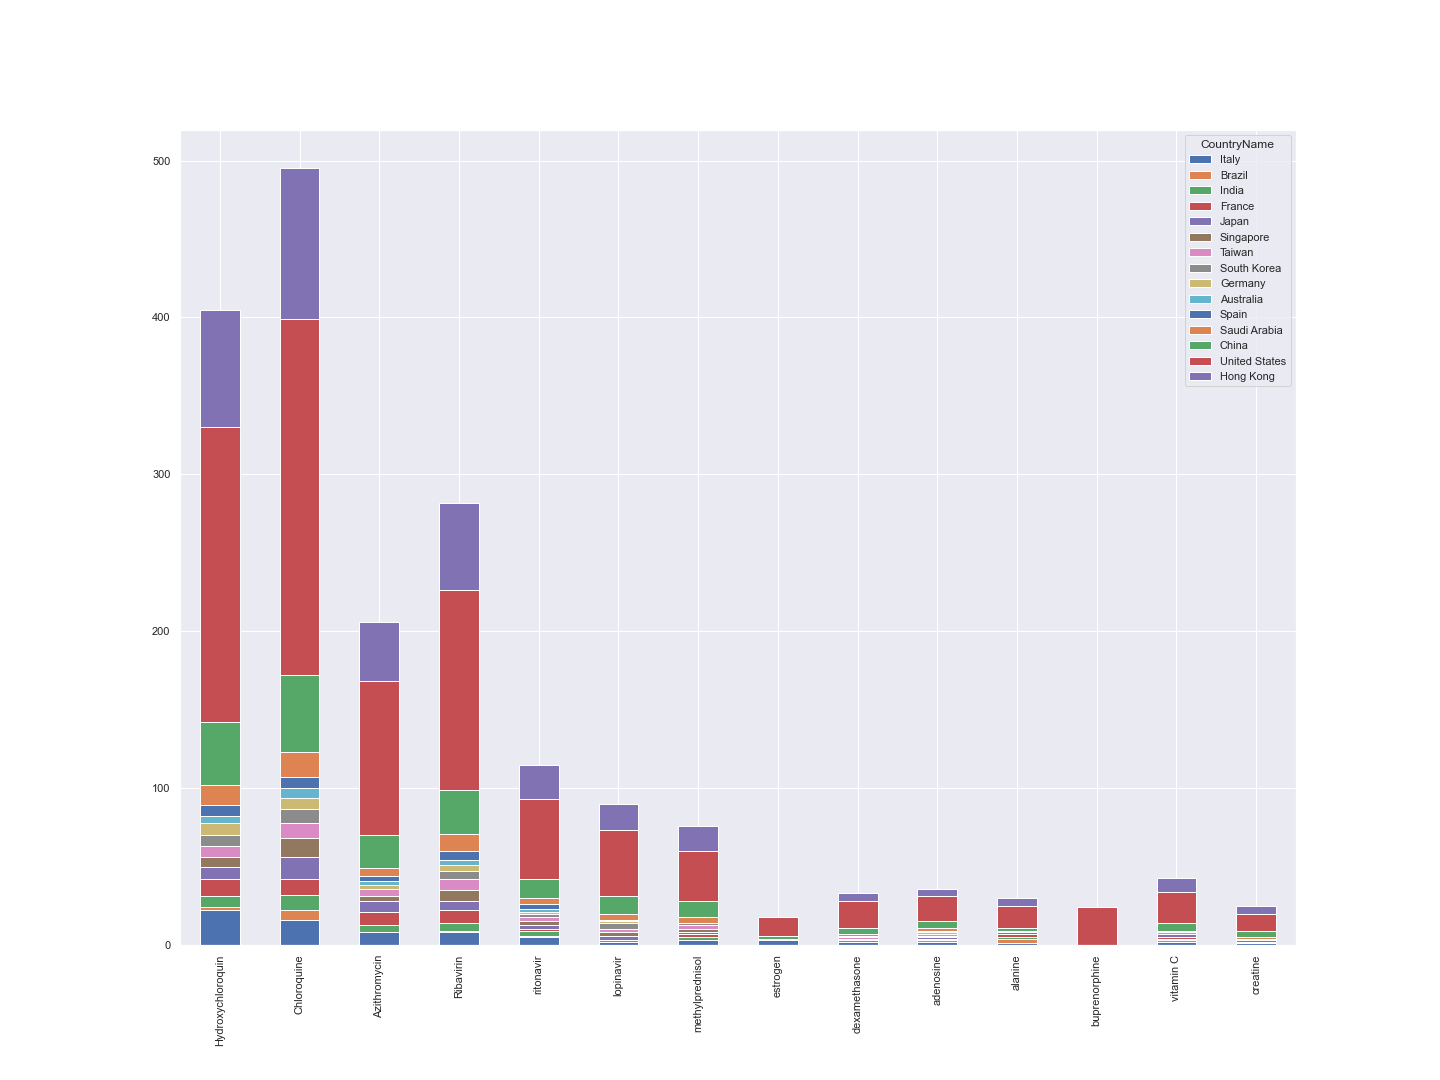 500
400
300
200
100
0
CountryName
Italy
Brazil
India
France
Japan
Singapore
Taiwan
South Korea
Germany
Australia
Spain
Saudi Arabia
China
United States
Hong Kong
Hydroxychloroquin
Chloroquine
Azithromycin
Ribavirin
ritonavir
lopinavir
methylprednisol
estrogen
dexamethasone
adenosine
alanine
buprenorphine
vitamin C
creatine